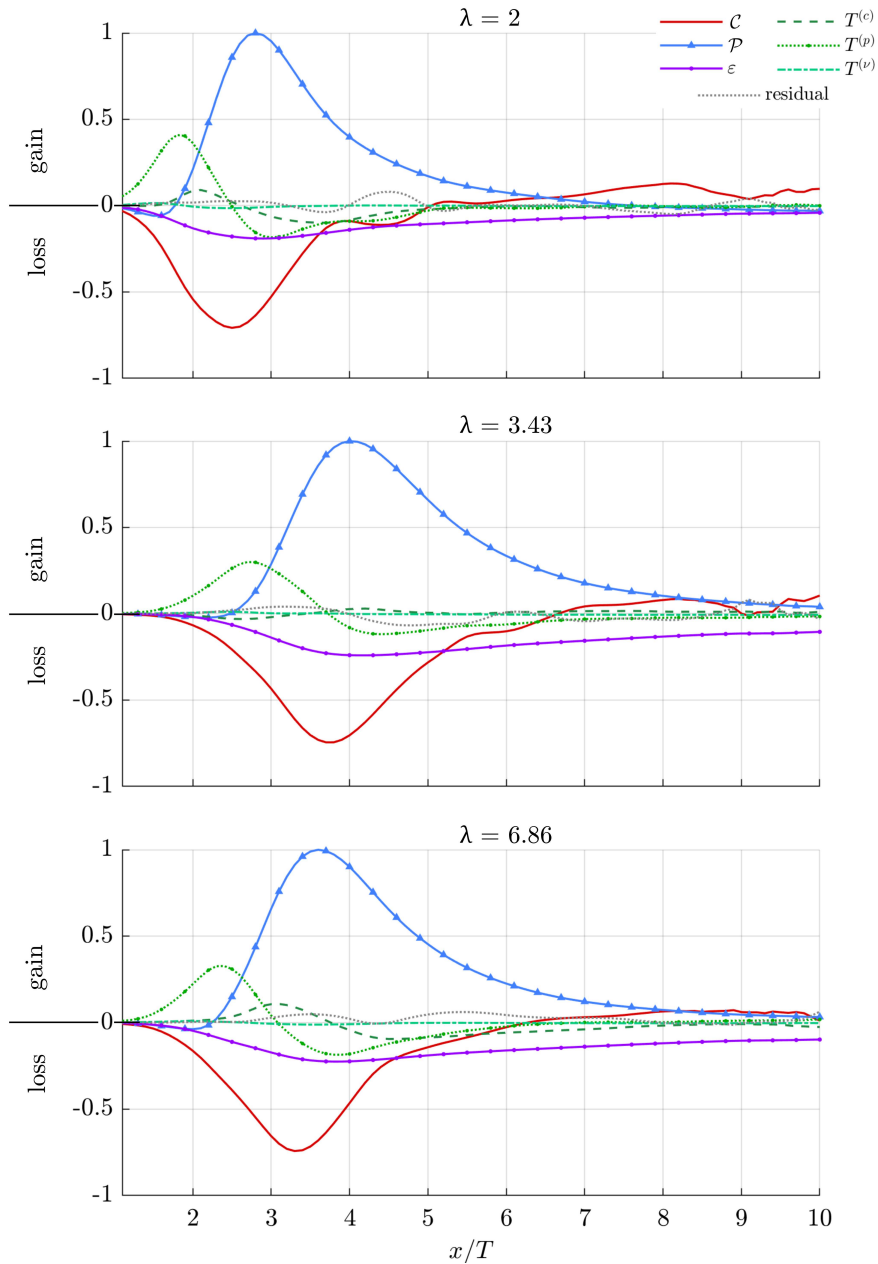 λ = 2
C T^(c)
P T^(p)
ε T^(ν)
residual
1
0.5
0
-0.5
-1
gain
loss
λ = 3.43
1
0.5
0
-0.5
-1
gain
loss
λ = 6.86
1
0.5
0
-0.5
-1
gain
loss
2 3 4 5 6 7 8 9 10
x/T